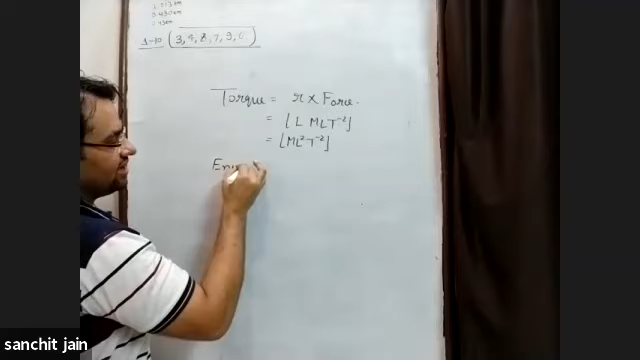 1-10 (3, 4, 8, 7, 9, 6)
Torque = r × Force.
= [L MLT⁻²]
= [ML²T⁻²]
sanchit jain